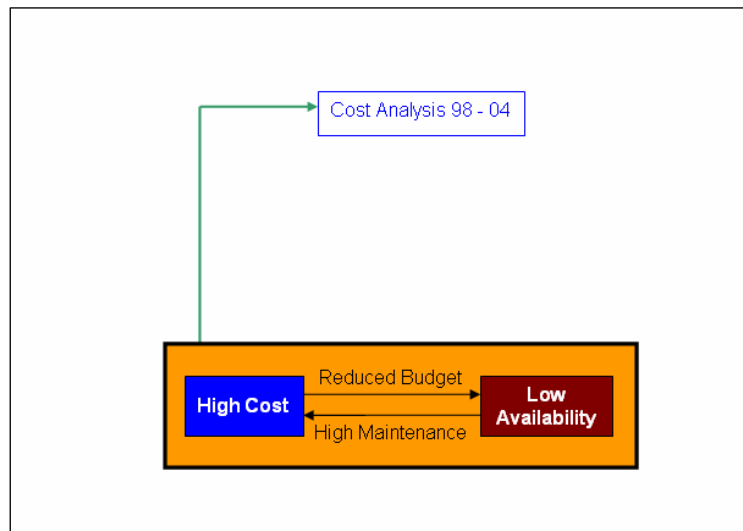 Cost Analysis 98 - 04
Reduced Budget
High Cost
Low
Availability
High Maintenance